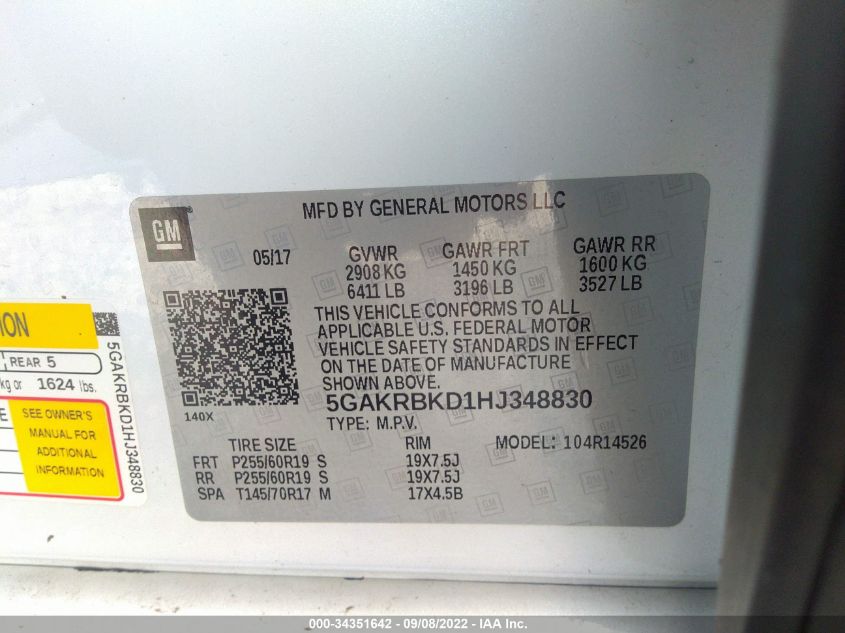 GM
MFD BY GENERAL MOTORS LLC
05/17
GVWR GAWR FRT GAWR RR
2908 KG 1450 KG 1600 KG
6411 LB 3196 LB 3527 LB
THIS VEHICLE CONFORMS TO ALL
APPLICABLE U.S. FEDERAL MOTOR
VEHICLE SAFETY STANDARDS IN EFFECT
ON THE DATE OF MANUFACTURE
SHOWN ABOVE.
140X
5GAKRBKD1HJ348830
TYPE: M.P.V.
TIRE SIZE RIM MODEL: 104R14526
FRT P255/60R19 S 19X7.5J
RR P255/60R19 S 19X7.5J
SPA T145/70R17 M 17X4.5B
REAR 5
kg or 1624 lbs.
SEE OWNER'S
MANUAL FOR
ADDITIONAL
INFORMATION
5GAKRBKD1HJ348830
000-34351642 - 09/08/2022 - IAA Inc.